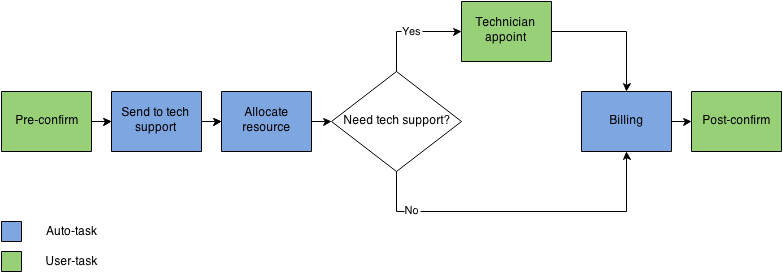 Yes
Technician
appoint
Pre-confirm
Send to tech
support
Allocate
resource
Need tech support?
Billing
Post-confirm
No
Auto-task
User-task